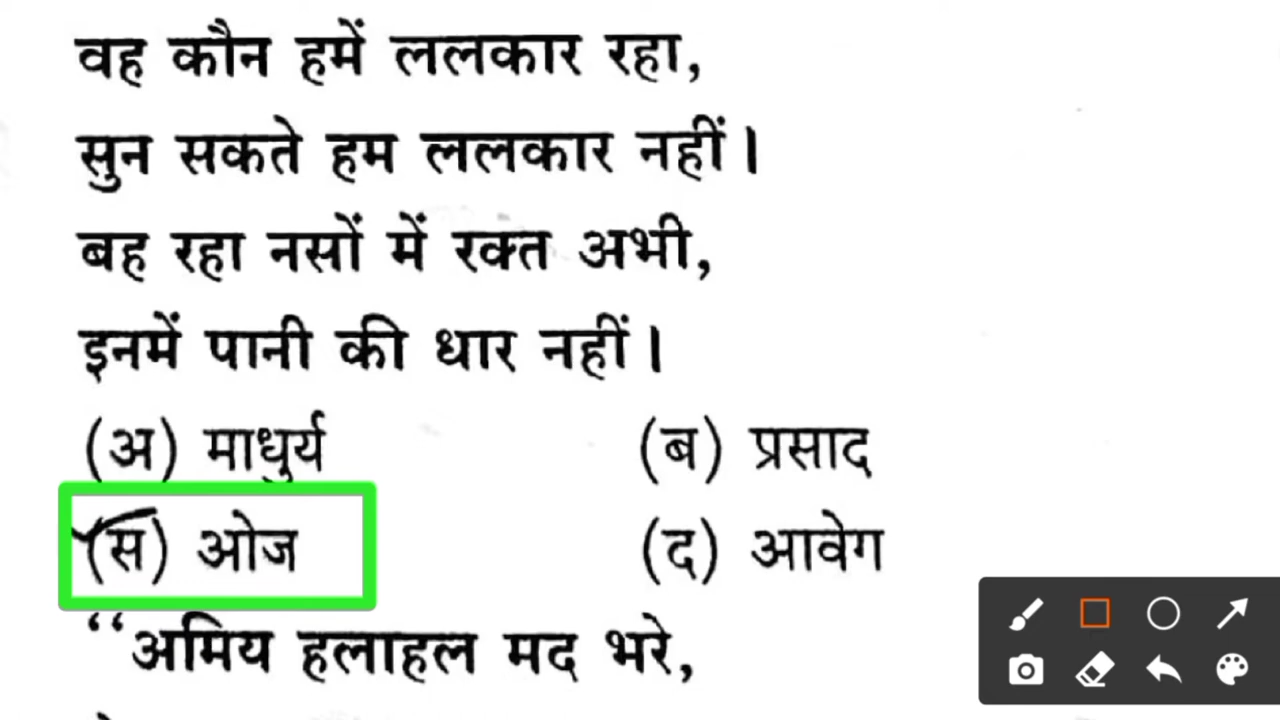 वह कौन हमें ललकार रहा,
सुन सकते हम ललकार नहीं।
बह रहा नसों में रक्त अभी,
इनमें पानी की धार नहीं।
(अ) माधुर्य (ब) प्रसाद
(स) ओज (द) आवेग
“अमिय हलाहल मद भरे,